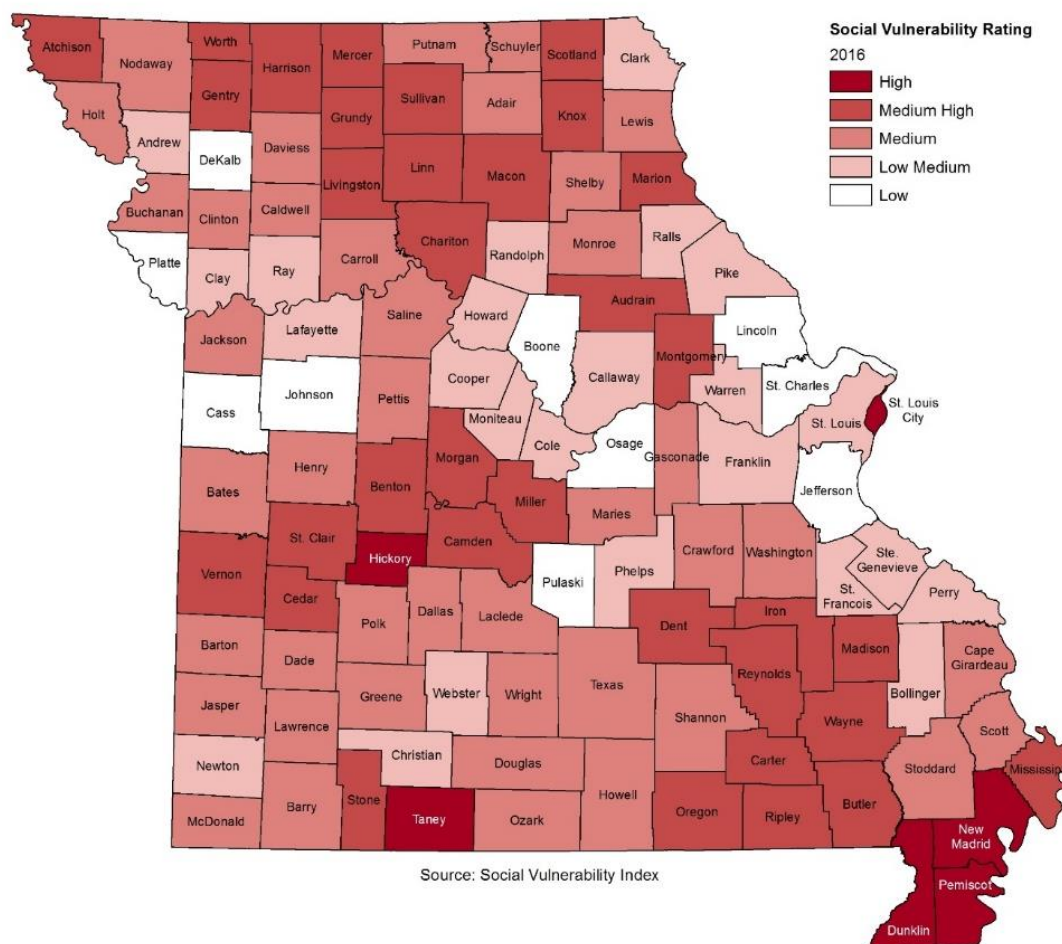 Social Vulnerability Rating
2016
High
Medium High
Medium
Low Medium
Low
Atchison
Nodaway
Worth
Gentry
Harrison
Mercer
Putnam
Schuyler
Scotland
Clark
Holt
Andrew
DeKalb
Daviess
Grundy
Sullivan
Adair
Knox
Lewis
Buchanan
Clinton
Caldwell
Livingston
Linn
Macon
Shelby
Marion
Platte
Clay
Ray
Carroll
Chariton
Randolph
Monroe
Ralls
Pike
Jackson
Lafayette
Saline
Howard
Boone
Audrain
Lincoln
Cass
Johnson
Pettis
Cooper
Moniteau
Callaway
Montgomery
Warren
St. Charles
St. Louis
St. Louis
City
Bates
Henry
Benton
Morgan
Cole
Osage
Gasconade
Franklin
Jefferson
Miller
Maries
Vernon
St. Clair
Hickory
Camden
Pulaski
Phelps
Crawford
Washington
St.
Francois
Ste.
Genevieve
Perry
Cedar
Polk
Dallas
Laclede
Dent
Iron
Madison
Bollinger
Cape
Girardeau
Barton
Dade
Greene
Webster
Wright
Texas
Shannon
Reynolds
Wayne
Scott
Jasper
Lawrence
Christian
Douglas
Howell
Carter
Butler
Stoddard
Mississip
Newton
McDonald
Barry
Stone
Taney
Ozark
Oregon
Ripley
New
Madrid
Pemiscot
Dunklin
Source: Social Vulnerability Index